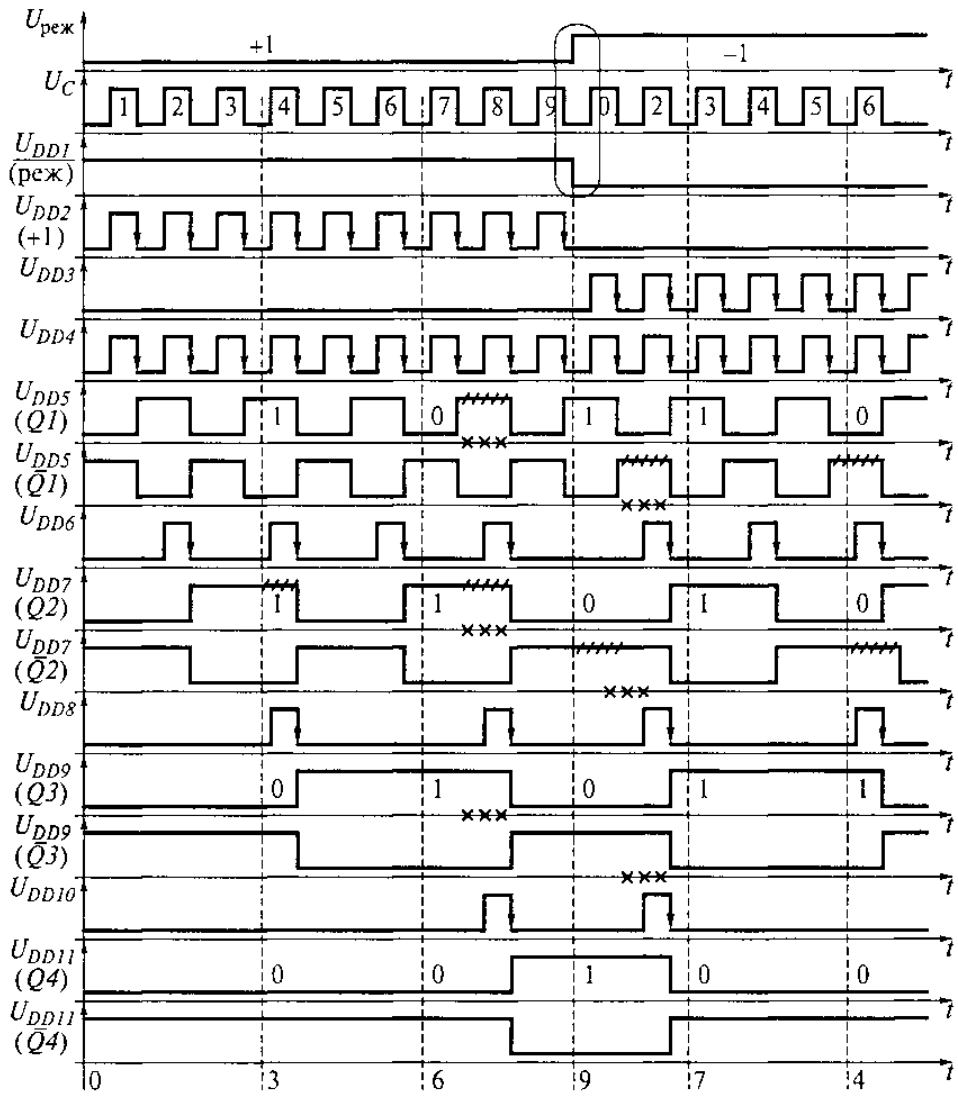 U_реж +1 −1 t
U_C 1 2 3 4 5 6 7 8 9 0 2 3 4 5 6 t
U_DD1 t
(реж) t
U_DD2
(+1) t
U_DD3 t
U_DD4 t
U_DD5
(Q1) 1 0 1 1 0 t
U_DD5
(Q̄1) t
U_DD6 t
U_DD7
(Q2) 1 1 0 1 0 t
U_DD7
(Q̄2) t
U_DD8 t
U_DD9
(Q3) 0 1 0 1 1 t
U_DD9
(Q̄3) t
U_DD10 t
U_DD11
(Q4) 0 0 1 0 0 t
U_DD11
(Q̄4) t
0 3 6 9 7 4